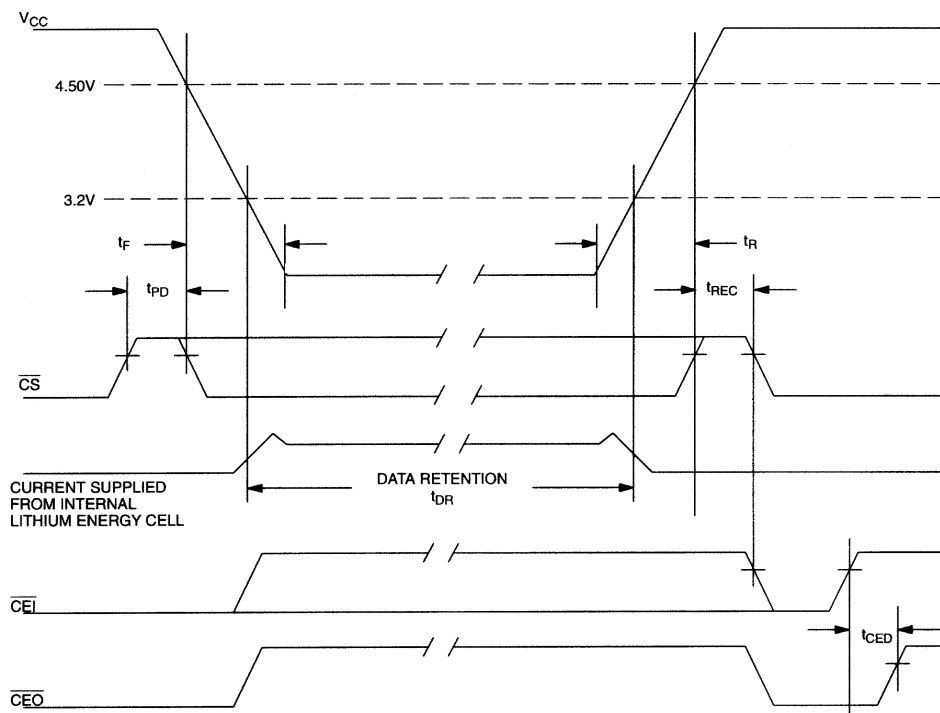 VCC
4.50V
3.2V
tF
tR
tPD
tREC
CS
DATA RETENTION
tDR
CURRENT SUPPLIED
FROM INTERNAL
LITHIUM ENERGY CELL
CEI
tCED
CEO